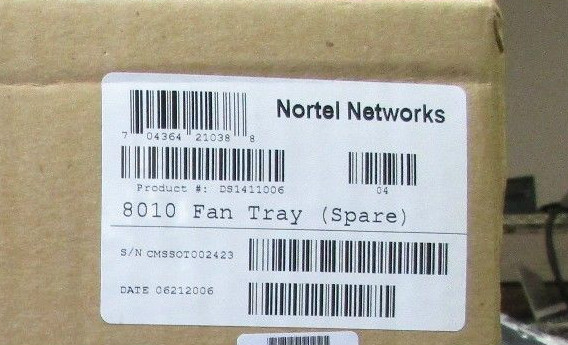 Nortel Networks
7 04364 21038 8
Product #: DS1411006
04
8010 Fan Tray (Spare)
S/N CMSSOT002423
DATE 06212006